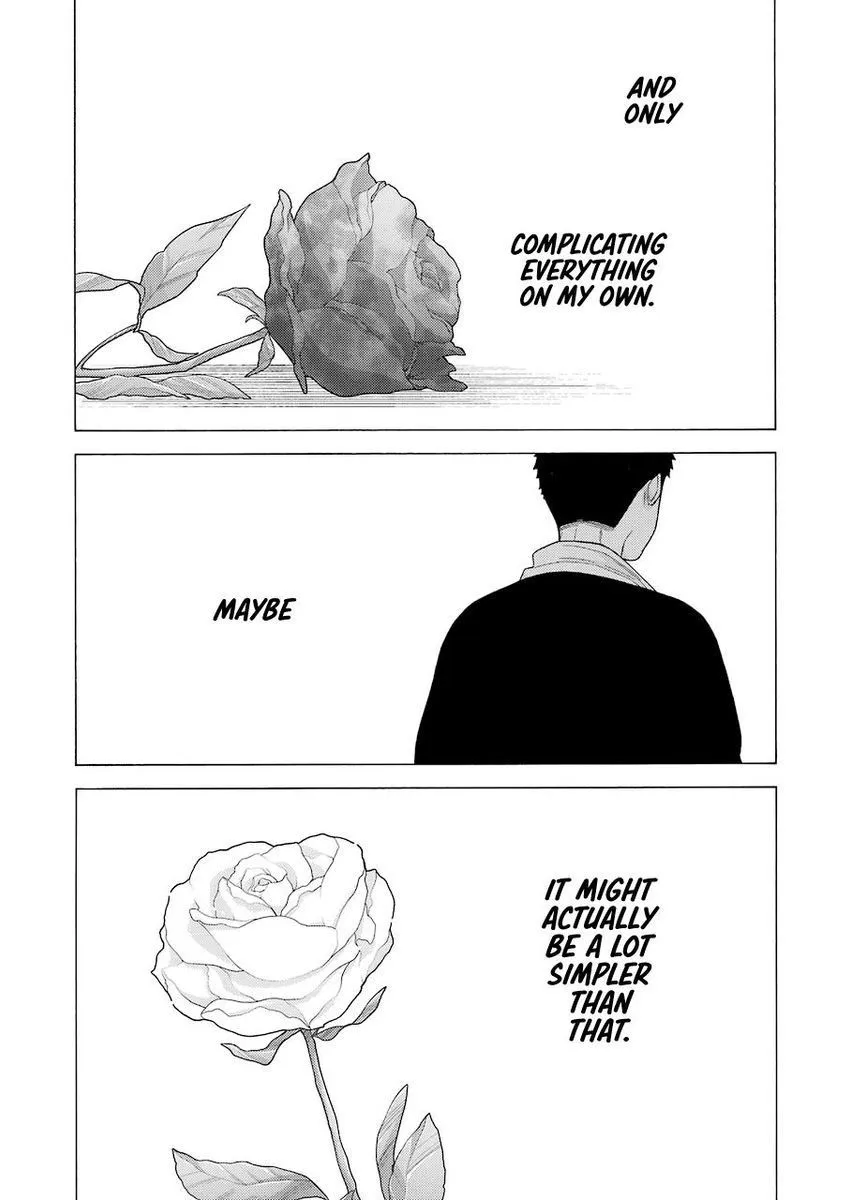 AND
ONLY
COMPLICATING
EVERYTHING
ON MY OWN.
MAYBE
IT MIGHT
ACTUALLY
BE A LOT
SIMPLER
THAN
THAT.